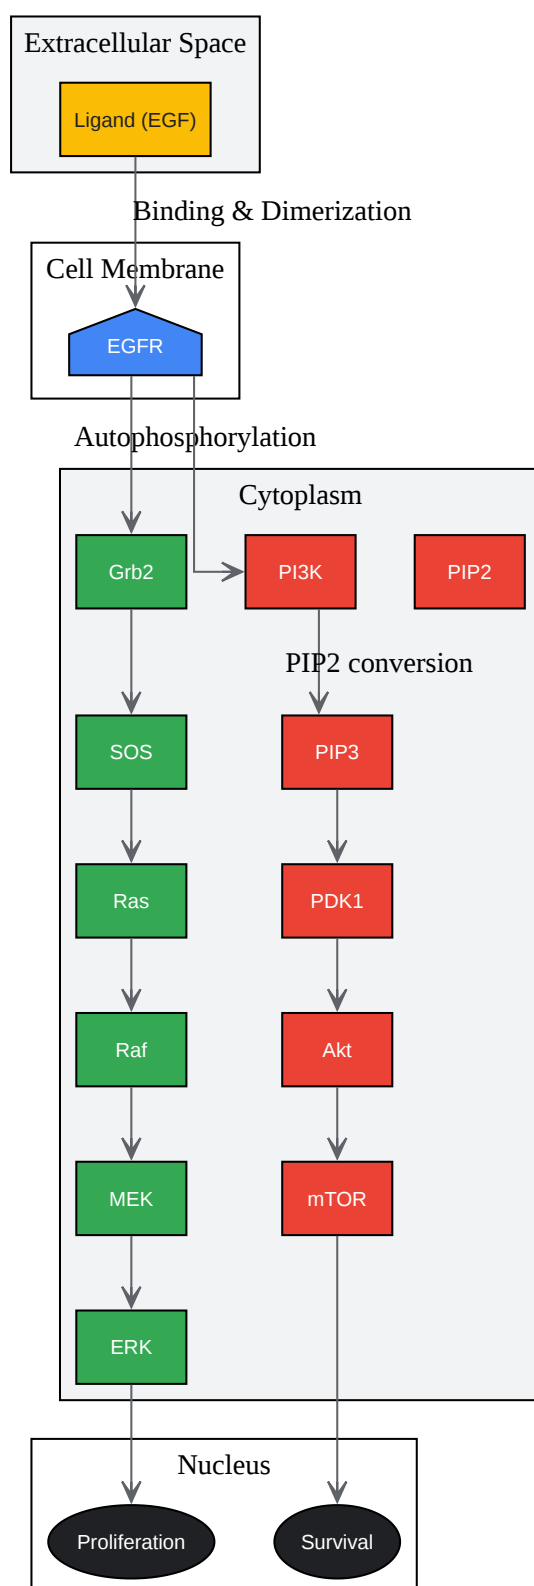 Extracellular Space
Ligand (EGF)
Binding & Dimerization
Cell Membrane
EGFR
Autophosphorylation
Cytoplasm
Grb2
PI3K
PIP2
PIP2 conversion
SOS
PIP3
Ras
PDK1
Raf
Akt
MEK
mTOR
ERK
Nucleus
Proliferation
Survival